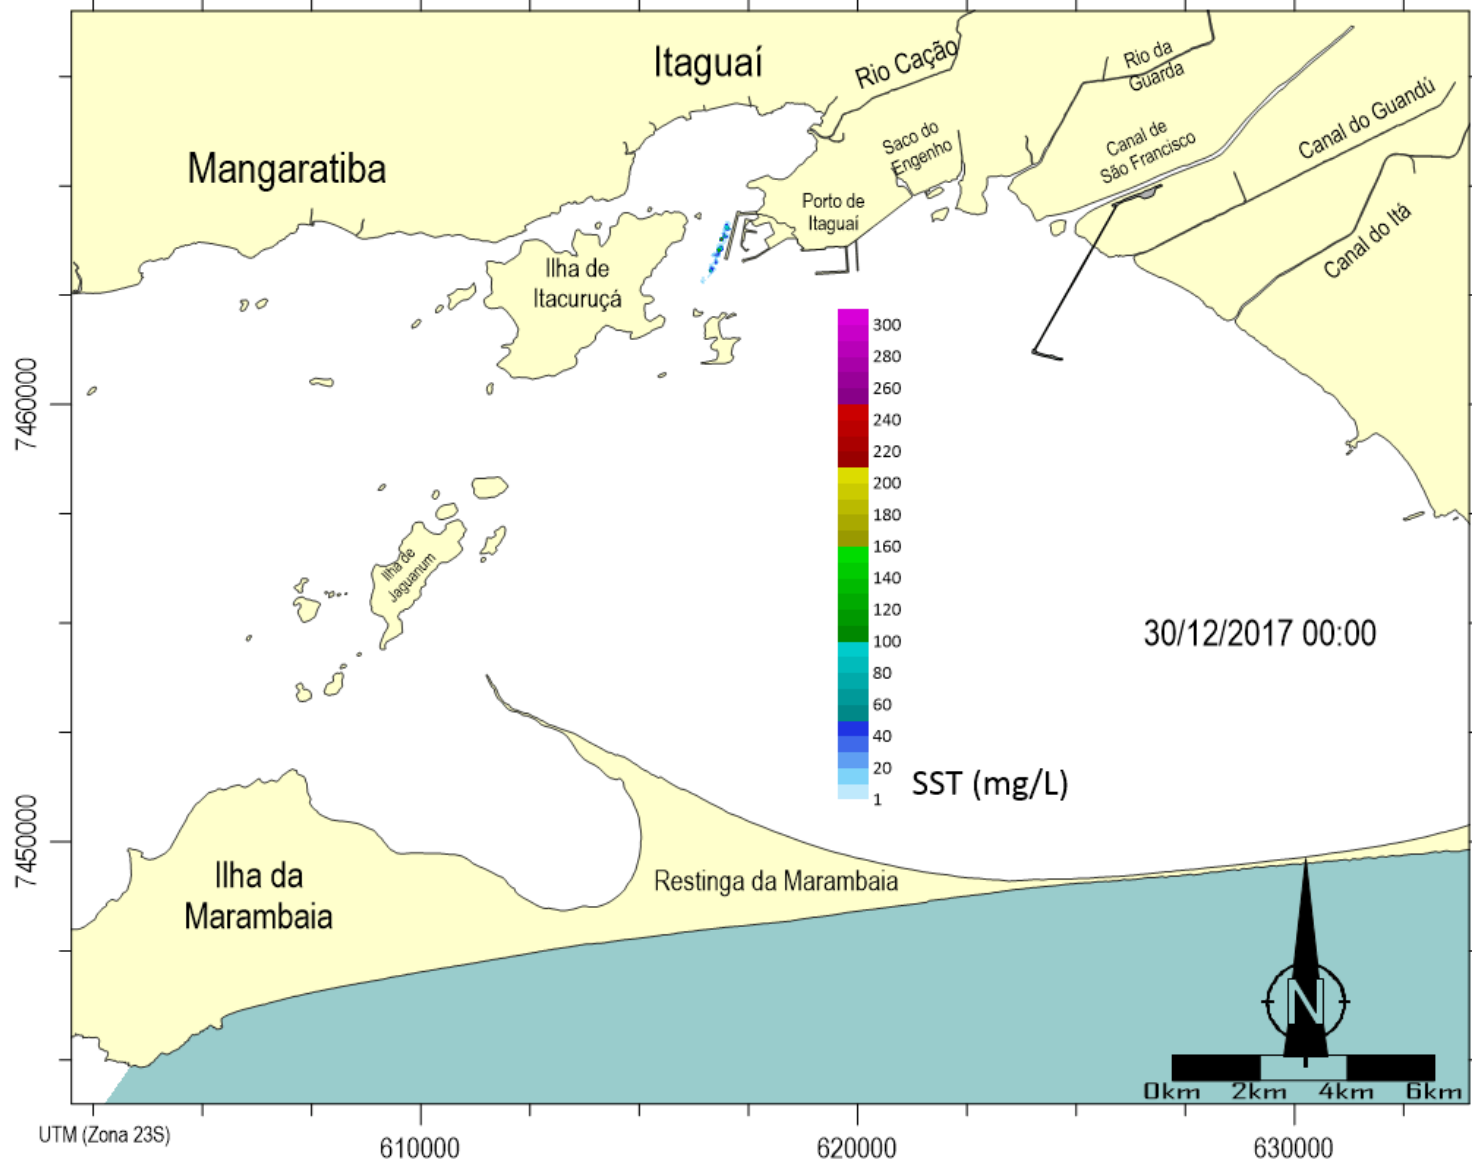 Itaguaí
Rio Cação
Rio da
Guarda
Canal do Guandú
Mangaratiba
Saco do
Engenho
Canal de
São Francisco
Porto de
Itaguaí
Canal do Itá
Ilha de
Itacuruçá
300
280
260
240
220
200
180
160
140
120
100
80
60
40
20
1
SST (mg/L)
7460000
Ilha de
Jaguanum
30/12/2017 00:00
7450000
Ilha da
Marambaia
Restinga da Marambaia
N
0km 2km 4km 6km
UTM (Zona 23S)
610000 620000 630000